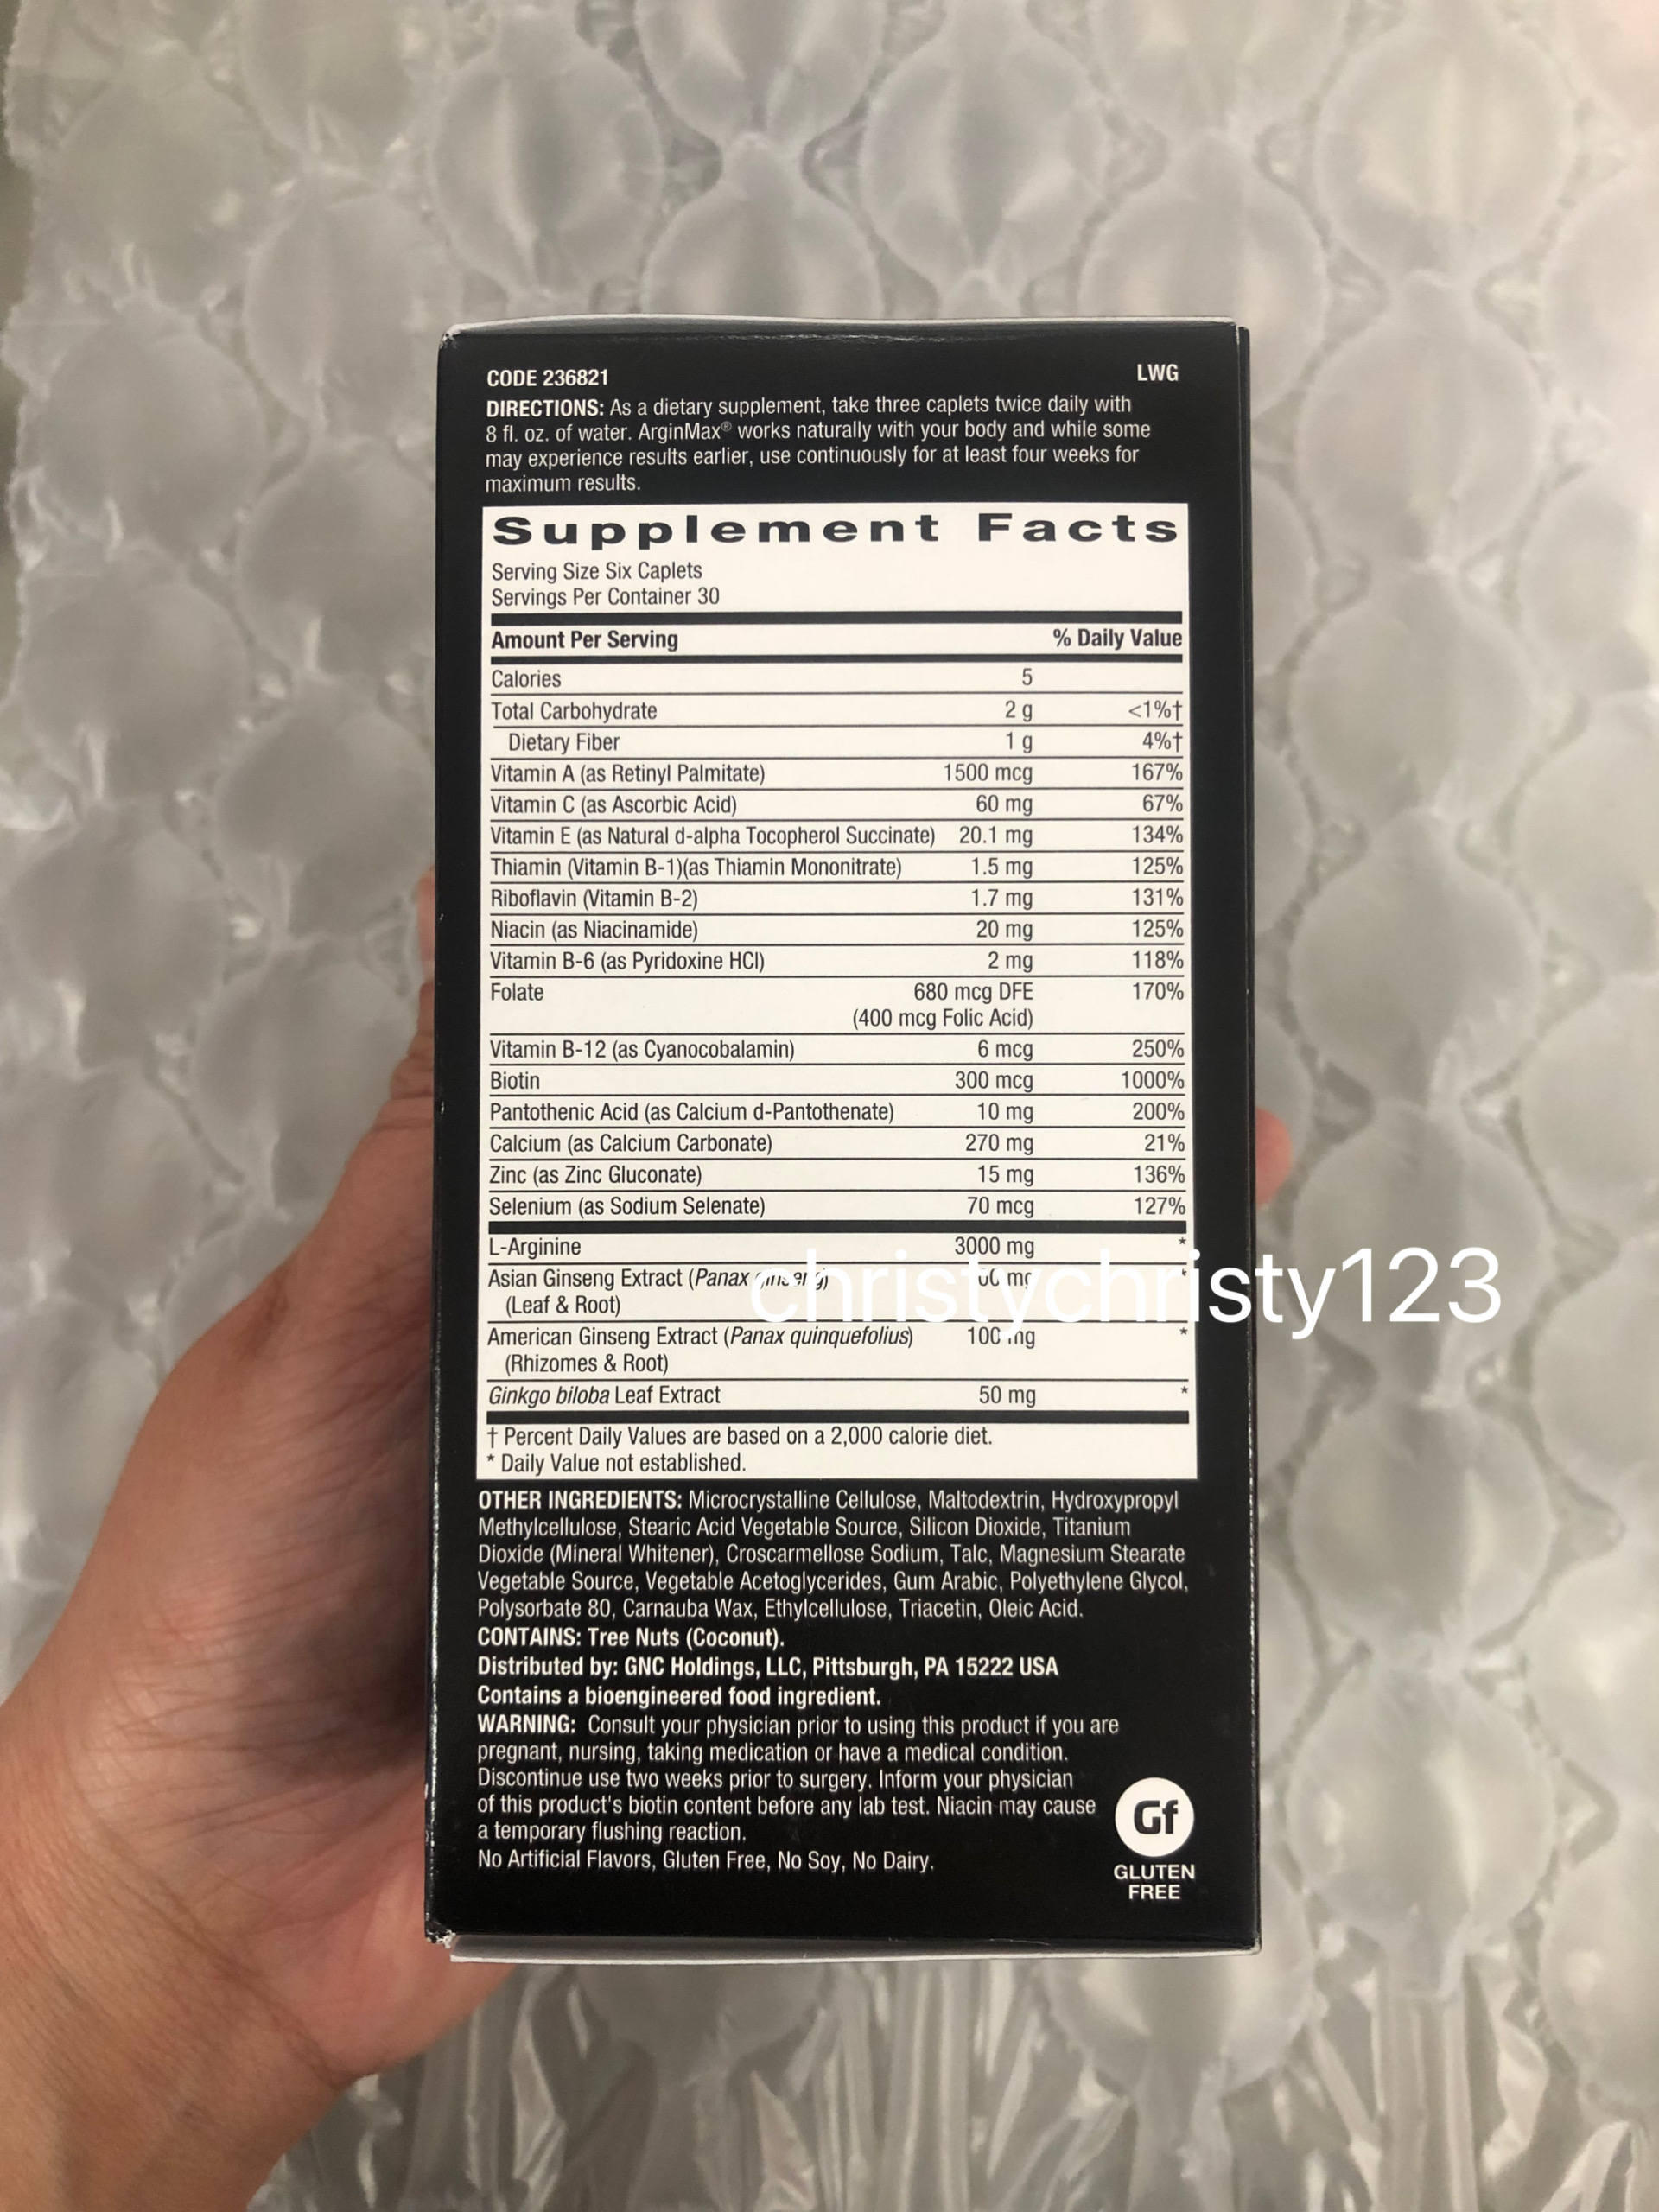 CODE 236821 LWG
DIRECTIONS: As a dietary supplement, take three caplets twice daily with
8 fl. oz. of water. ArginMax® works naturally with your body and while some
may experience results earlier, use continuously for at least four weeks for
maximum results.
Supplement Facts
Serving Size Six Caplets
Servings Per Container 30
Amount Per Serving % Daily Value
Calories 5
Total Carbohydrate 2 g <1%†
Dietary Fiber 1 g 4%†
Vitamin A (as Retinyl Palmitate) 1500 mcg 167%
Vitamin C (as Ascorbic Acid) 60 mg 67%
Vitamin E (as Natural d-alpha Tocopherol Succinate) 20.1 mg 134%
Thiamin (Vitamin B-1)(as Thiamin Mononitrate) 1.5 mg 125%
Riboflavin (Vitamin B-2) 1.7 mg 131%
Niacin (as Niacinamide) 20 mg 125%
Vitamin B-6 (as Pyridoxine HCl) 2 mg 118%
Folate 680 mcg DFE 170%
(400 mcg Folic Acid)
Vitamin B-12 (as Cyanocobalamin) 6 mcg 250%
Biotin 300 mcg 1000%
Pantothenic Acid (as Calcium d-Pantothenate) 10 mg 200%
Calcium (as Calcium Carbonate) 270 mg 21%
Zinc (as Zinc Gluconate) 15 mg 136%
Selenium (as Sodium Selenate) 70 mcg 127%
L-Arginine 3000 mg *
Asian Ginseng Extract (Panax ginseng) mg *
christychristy123
(Leaf & Root)
American Ginseng Extract (Panax quinquefolius) 100 mg *
(Rhizomes & Root)
Ginkgo biloba Leaf Extract 50 mg *
† Percent Daily Values are based on a 2,000 calorie diet.
* Daily Value not established.
OTHER INGREDIENTS: Microcrystalline Cellulose, Maltodextrin, Hydroxypropyl
Methylcellulose, Stearic Acid Vegetable Source, Silicon Dioxide, Titanium
Dioxide (Mineral Whitener), Croscarmellose Sodium, Talc, Magnesium Stearate
Vegetable Source, Vegetable Acetoglycerides, Gum Arabic, Polyethylene Glycol,
Polysorbate 80, Carnauba Wax, Ethylcellulose, Triacetin, Oleic Acid.
CONTAINS: Tree Nuts (Coconut).
Distributed by: GNC Holdings, LLC, Pittsburgh, PA 15222 USA
Contains a bioengineered food ingredient.
WARNING: Consult your physician prior to using this product if you are
pregnant, nursing, taking medication or have a medical condition.
Discontinue use two weeks prior to surgery. Inform your physician
of this product's biotin content before any lab test. Niacin may cause
a temporary flushing reaction.
No Artificial Flavors, Gluten Free, No Soy, No Dairy.
Gf
GLUTEN
FREE